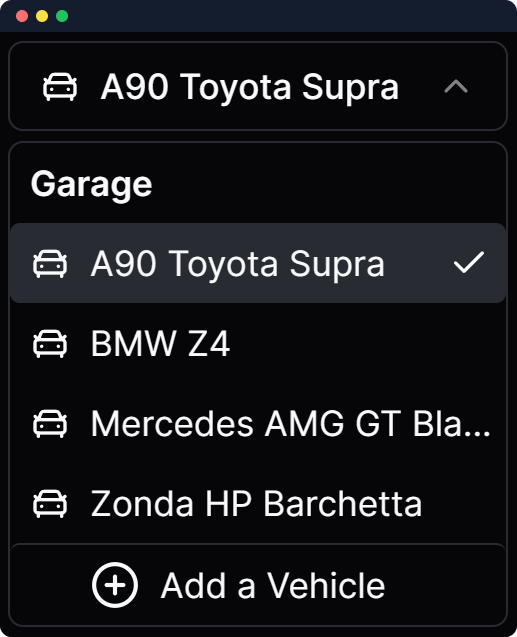 A90 Toyota Supra
Garage
A90 Toyota Supra
BMW Z4
Mercedes AMG GT Bla...
Zonda HP Barchetta
Add a Vehicle